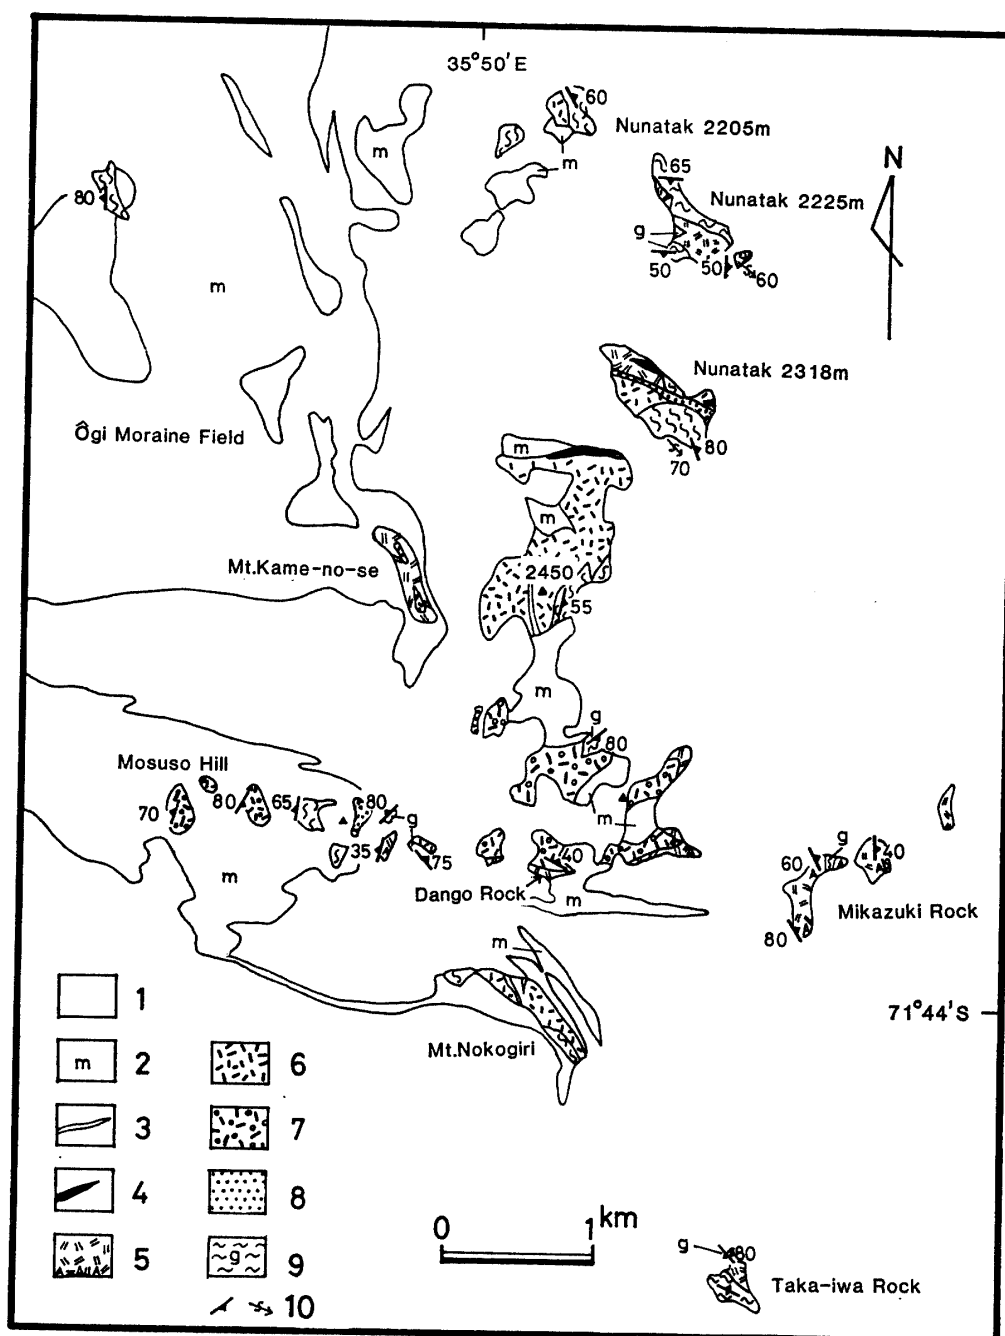 35°50'E
60
Nunatak 2205m
m
m
N
65
80
Nunatak 2225m
g
50
50
60
m
Nunatak 2318m
Ôgi Moraine Field
m
80
70
m
Mt.Kame-no-se
2450
55
m
g
80
Mosuso Hill
70
80
65
80
g
m
35
75
40
g
60
40
Dango Rock
m
m
Mikazuki Rock
80
m
71°44'S
Mt.Nokogiri
1
m 2
6
3
7
4
8
5
g 9
10
0 1 km
g
80
Taka-iwa Rock